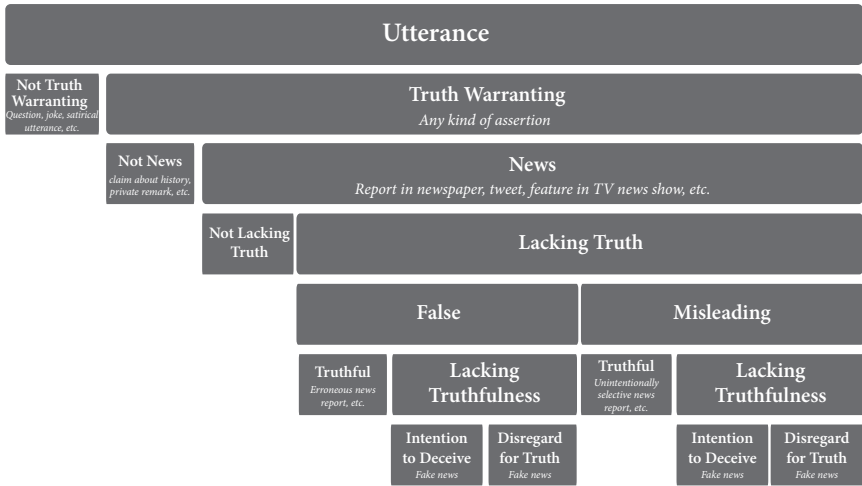 Utterance
Not Truth
Warranting
Question, joke, satirical
utterance, etc.
Truth Warranting
Any kind of assertion
Not News
claim about history,
private remark, etc.
News
Report in newspaper, tweet, feature in TV news show, etc.
Not Lacking
Truth
Lacking Truth
False
Misleading
Truthful
Erroneous news
report, etc.
Lacking
Truthfulness
Truthful
Unintentionally
selective news
report, etc.
Lacking
Truthfulness
Intention
to Deceive
Fake news
Disregard
for Truth
Fake news
Intention
to Deceive
Fake news
Disregard
for Truth
Fake news